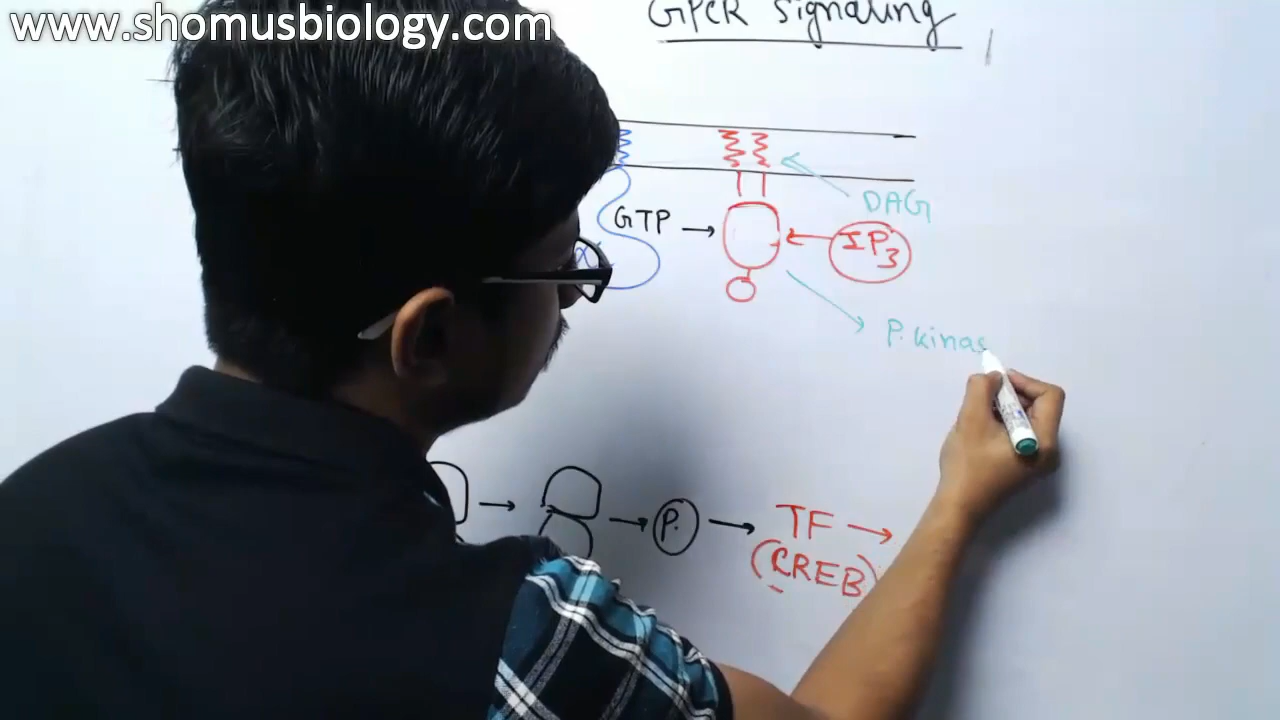 www.shomusbiology.com
GPCR signaling
DAG
GTP
IP3
P. kinas
P.
TF
(CREB)